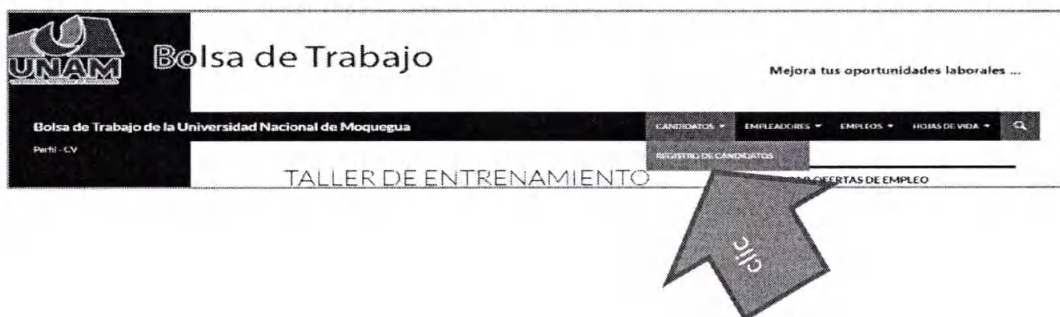 UNAM
Bolsa de Trabajo
Mejora tus oportunidades laborales ...
Bolsa de Trabajo de la Universidad Nacional de Moquegua
CANDIDATOS EMPLEADORES EMPLEOS HOJAS DE VIDA
Perfil - CV
REGISTRO DE CANDIDATOS
TALLER DE ENTRENAMIENTO
OFERTAS DE EMPLEO
clic